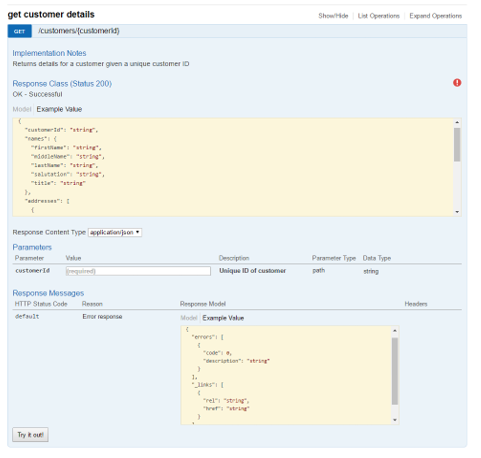 get customer details
Show/Hide | List Operations | Expand Operations
GET /customers/{customerId}
Implementation Notes
Returns details for a customer given a unique customer ID
Response Class (Status 200)
OK - Successful
Model Example Value
{
"customerId": "string",
"names": {
"firstName": "string",
"middleName": "string",
"lastName": "string",
"salutation": "string",
"title": "string"
},
"addresses": [
{
Response Content Type application/json
Parameters
Parameter Value Description Parameter Type Data Type
customerId (required) Unique ID of customer path string
Response Messages
HTTP Status Code Reason Response Model Headers
default Error response Model Example Value
{
"errors": [
{
"code": 0,
"description": "string"
}
],
"_links": [
{
"rel": "string",
"href": "string"
}
Try it out!